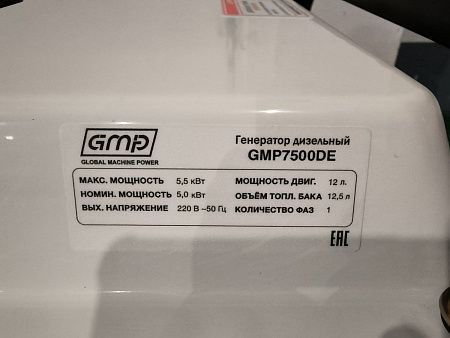 GMP
GLOBAL MACHINE POWER
Генератор дизельный
GMP7500DE
МАКС. МОЩНОСТЬ 5,5 кВт
НОМИН. МОЩНОСТЬ 5,0 кВт
ВЫХ. НАПРЯЖЕНИЕ 220 В ~50 Гц
МОЩНОСТЬ ДВИГ. 12 л.
ОБЪЁМ ТОПЛ. БАКА 12,5 л
КОЛИЧЕСТВО ФАЗ 1
EAC